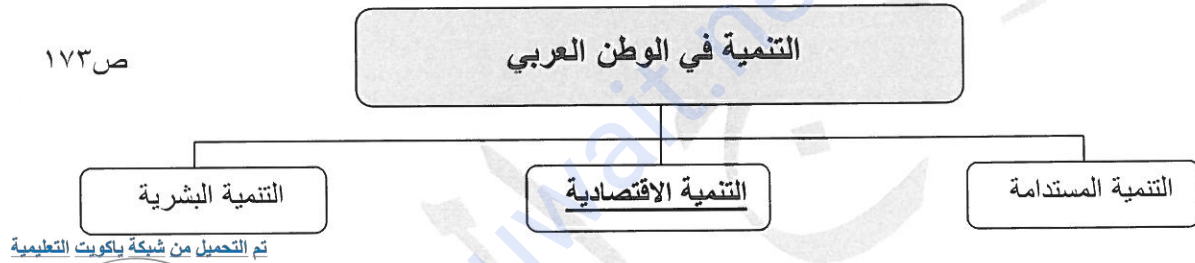 التنمية في الوطن العربي
ص١٧٣
التنمية المستدامة
التنمية الاقتصادية
التنمية البشرية
تم التحميل من شبكة ياكويت التعليمية